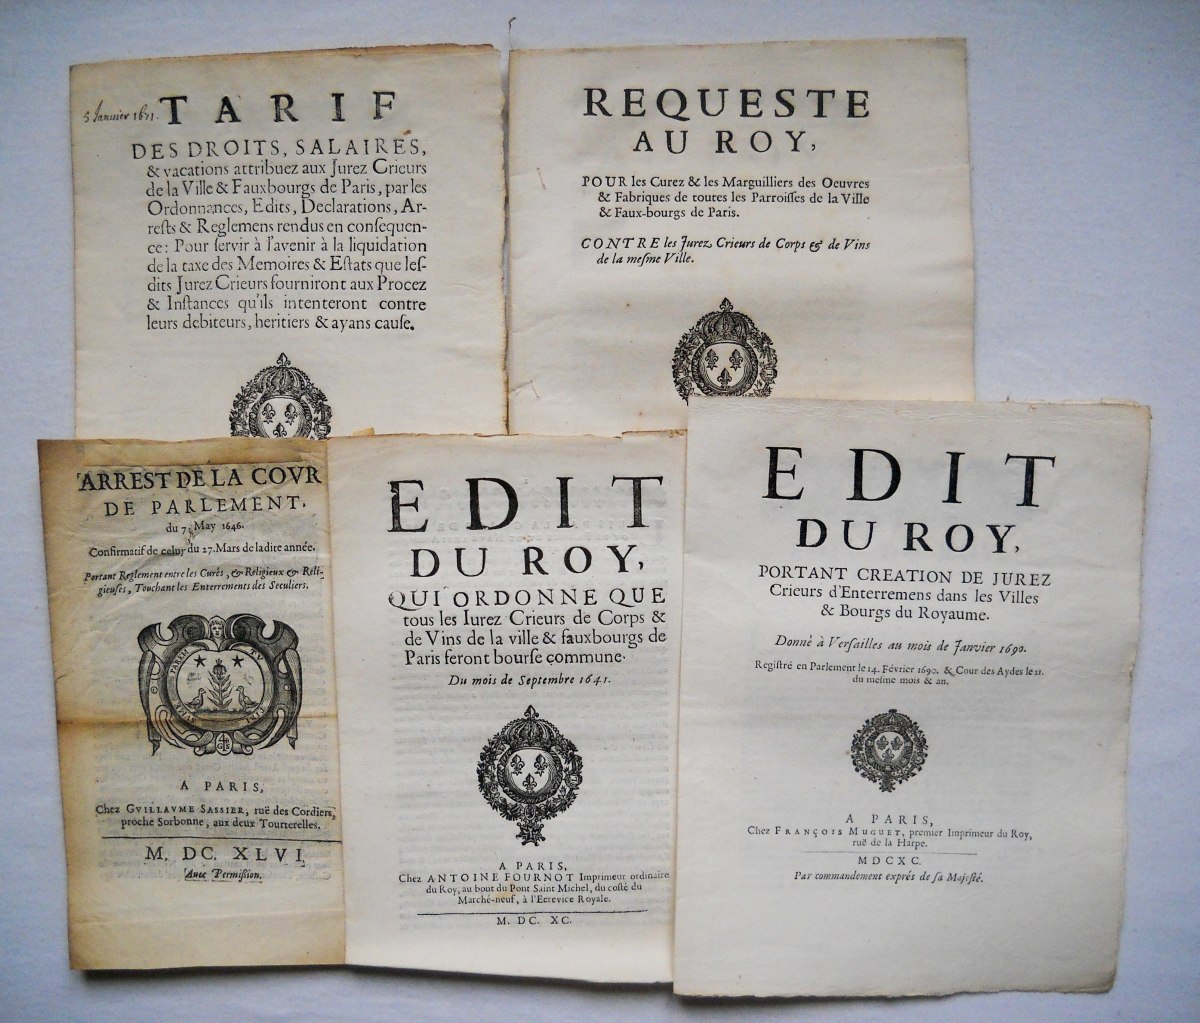 3 Janvier 1671.
TARIF
DES DROITS, SALAIRES,
& vacations attribuez aux Jurez Crieurs
de la Ville & Fauxbourgs de Paris, par les
Ordonnances, Edits, Declarations, Ar-
rests & Reglemens rendus en consequen-
ce: Pour servir à l'avenir à la liquidation
de la taxe des Memoires & Estats que les-
dits Jurez Crieurs fourniront aux Procez
& Instances qu'ils intenteront contre
leurs debiteurs, heritiers & ayans cause.
REQUESTE
AU ROY,
POUR les Curez & les Marguilliers des Oeuvres
& Fabriques de toutes les Parroisses de la Ville
& Faux-bourgs de Paris.
CONTRE les Jurez Crieurs de Corps & de Vins
de la mesme Ville.
ARREST DE LA COVR
DE PARLEMENT,
du 7. May 1646.
Confirmatif de celuy du 27. Mars de ladite année.
Portant Reglement entre les Curés, & Religieux & Reli-
gieuses, Touchant les Enterrements des Seculiers.
A PARIS,
Chez GVILLAVME SASSIER, ruë des Cordiers,
proche Sorbonne, aux deux Tourterelles.
M. DC. XLVI
Auec Permission.
EDIT
DU ROY,
QUI ORDONNE QUE
tous les Iurez Crieurs de Corps &
de Vins de la ville & fauxbourgs de
Paris feront bourse commune.
Du mois de Septembre 1641.
A PARIS,
Chez ANTOINE FOURNOT Imprimeur ordinaire
du Roy, au bout du Pont Saint Michel, du costé du
Marché-neuf, à l'Ecrevice Royale.
M. DC. XC.
EDIT
DU ROY,
PORTANT CREATION DE JUREZ
Crieurs d'Enterremens dans les Villes
& Bourgs du Royaume.
Donné à Versailles au mois de Janvier 1690.
Registré en Parlement le 14. Février 1690. & Cour des Aydes le 21.
du mesme mois & an.
A PARIS,
Chez FRANÇOIS MUGUET, premier Imprimeur du Roy,
ruë de la Harpe.
MDCXC.
Par commandement exprés de sa Majesté.